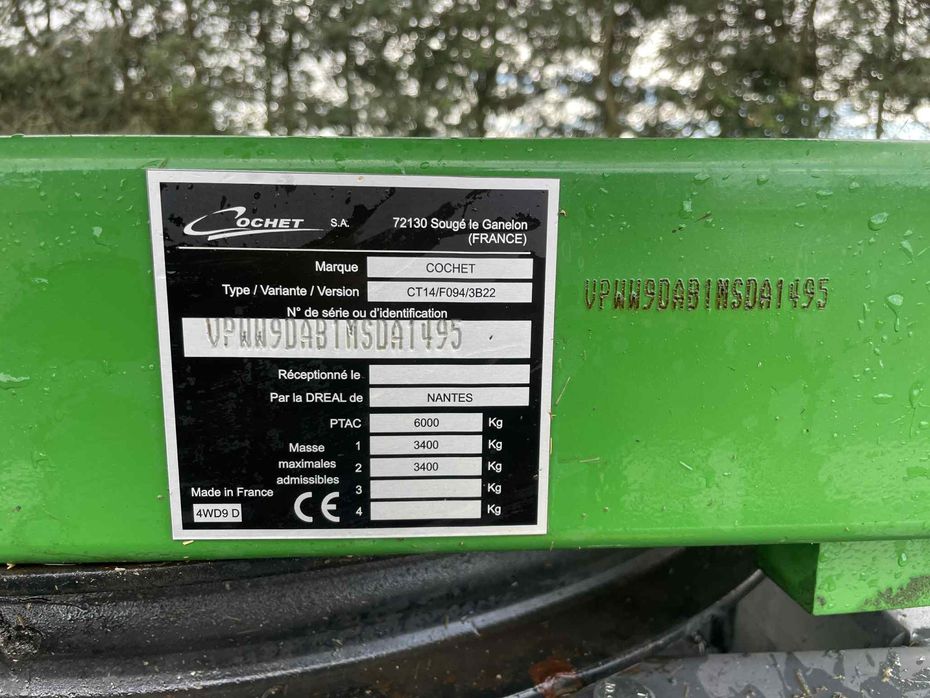 COCHET S.A. 72130 Sougé le Ganelon
(FRANCE)
Marque COCHET
Type / Variante / Version CT14/F094/3B22
N° de série ou d'identification
VPWW9DAB1MSDA1495
Réceptionné le
Par la DREAL de NANTES
PTAC 6000 Kg
Masse 1 3400 Kg
maximales 2 3400 Kg
admissibles 3 Kg
Made in France CE 4 Kg
4WD9 D
VPWW9DAB1MSDA1495